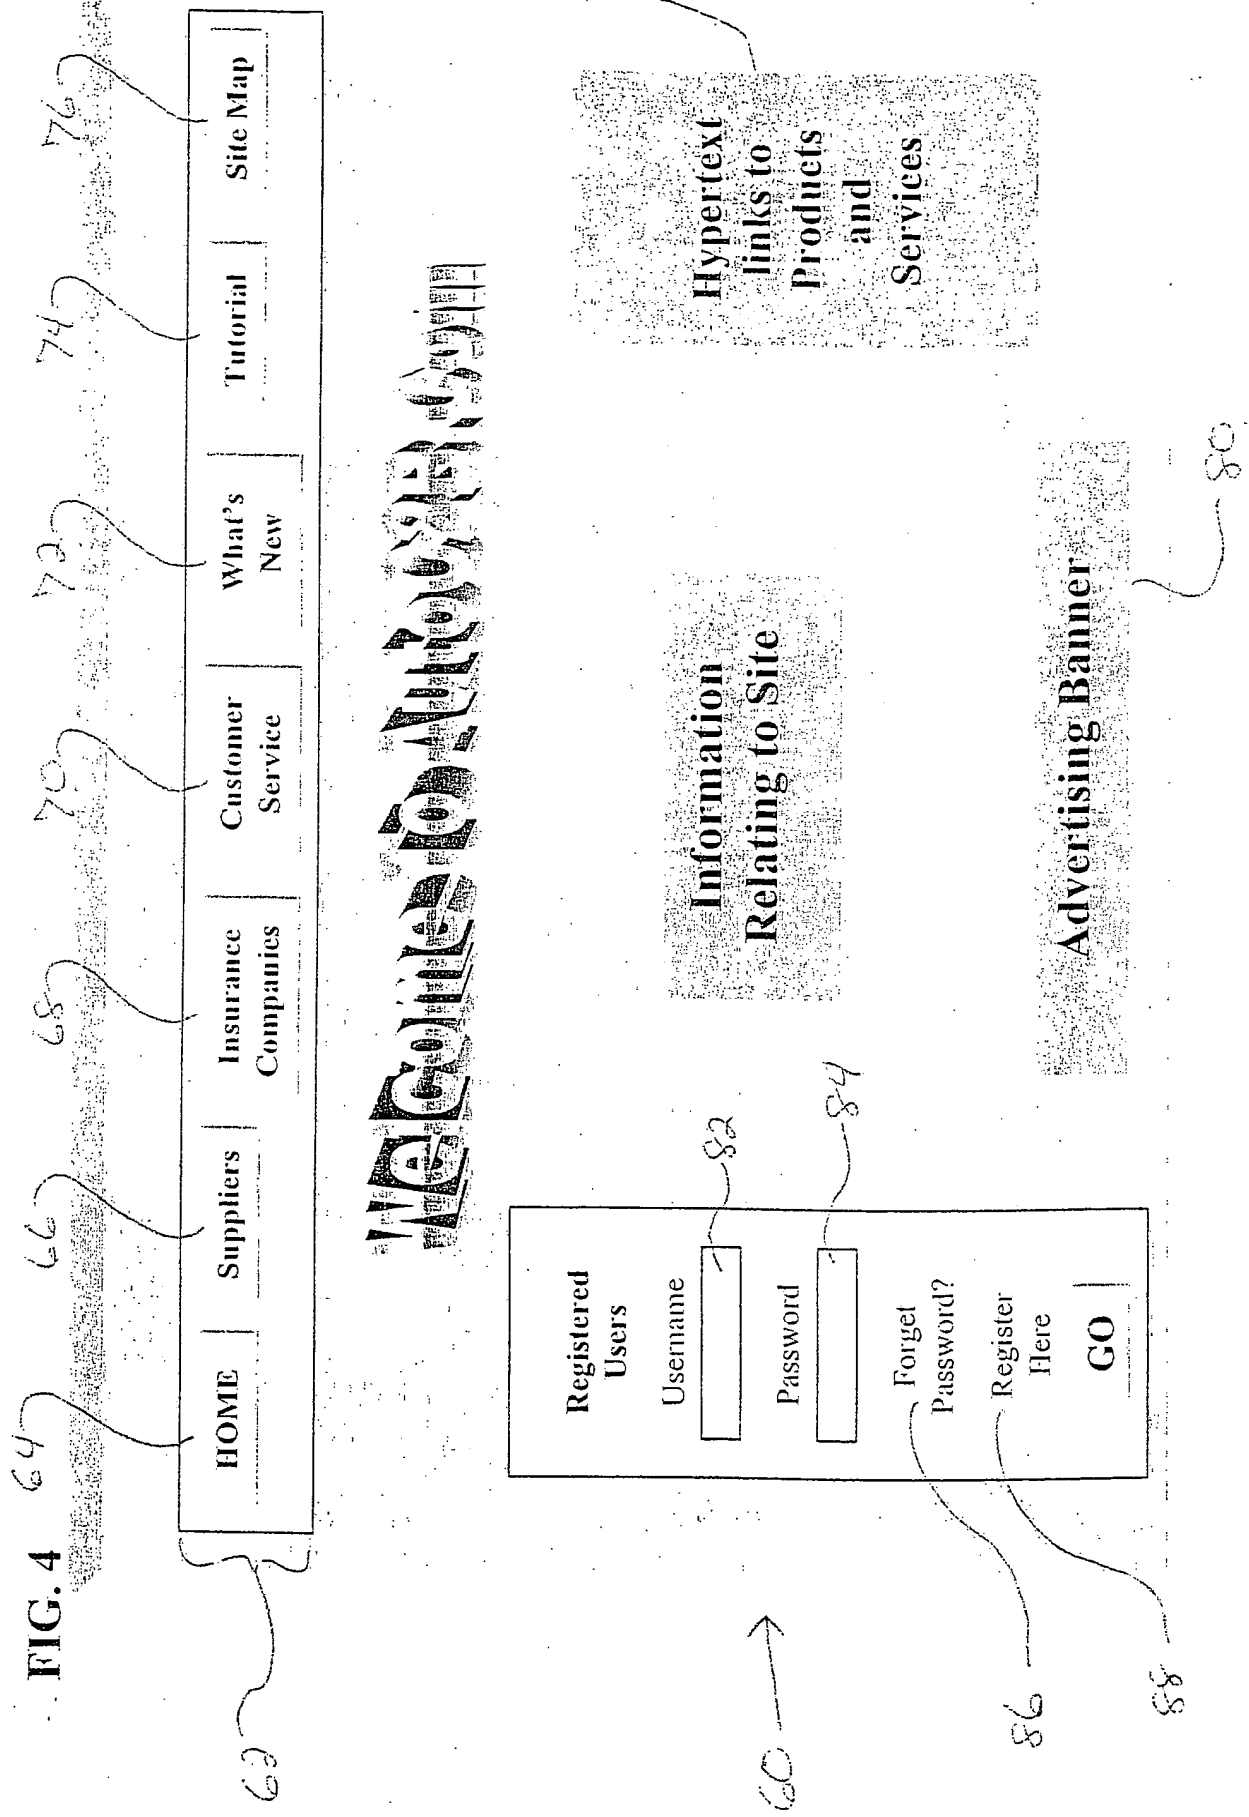 FIG. 4
64
66
68
70
72
74
76
62
HOME
Suppliers
Insurance
Companies
Customer
Service
What's
New
Tutorial
Site Map
Welcome to
60
Registered
Users
Username
82
Password
84
Forget
Password?
86
Register
Here
88
GO
Information
Relating to Site
Hypertext
links to
Products
and
Services
Advertising Banner
80